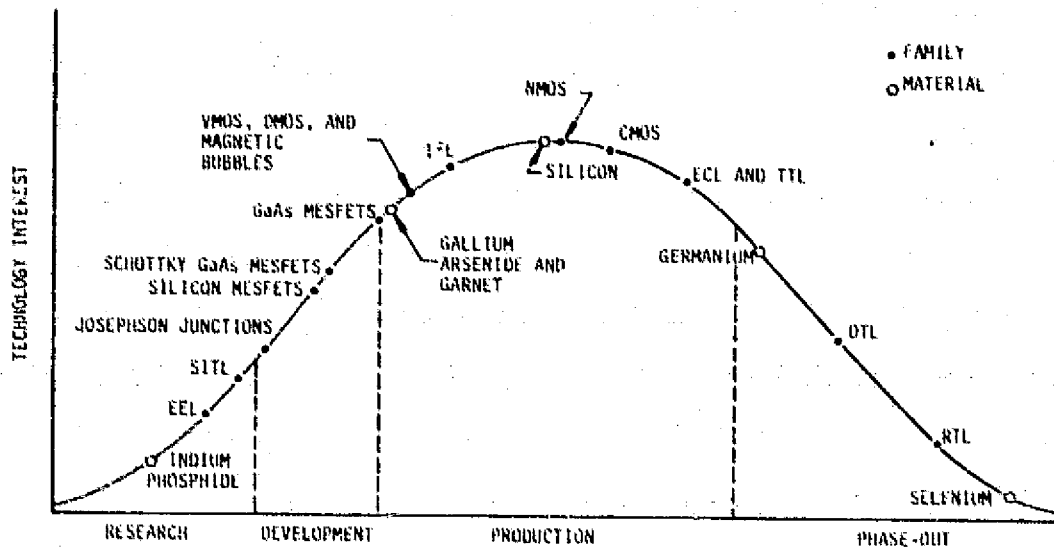 FAMILY
MATERIAL
NMOS
VMOS, DMOS, AND
MAGNETIC
BUBBLES
CMOS
I²L
SILICON
ECL AND TTL
GaAs MESFETS
GALLIUM
ARSENIDE AND
GARNET
GERMANIUM
SCHOTTKY GaAs MESFETS
SILICON MESFETS
JOSEPHSON JUNCTIONS
DTL
SITL
EEL
RTL
INDIUM
PHOSPHIDE
SELENIUM
TECHNOLOGY INTEREST
RESEARCH
DEVELOPMENT
PRODUCTION
PHASE-OUT